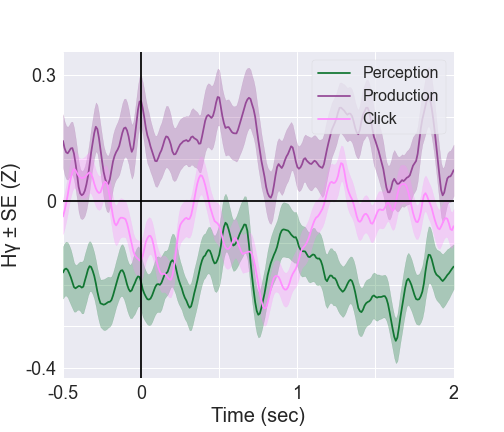 Perception
Production
Click
0.3
0
-0.4
Hγ ± SE (Z)
-0.5
0
1
2
Time (sec)